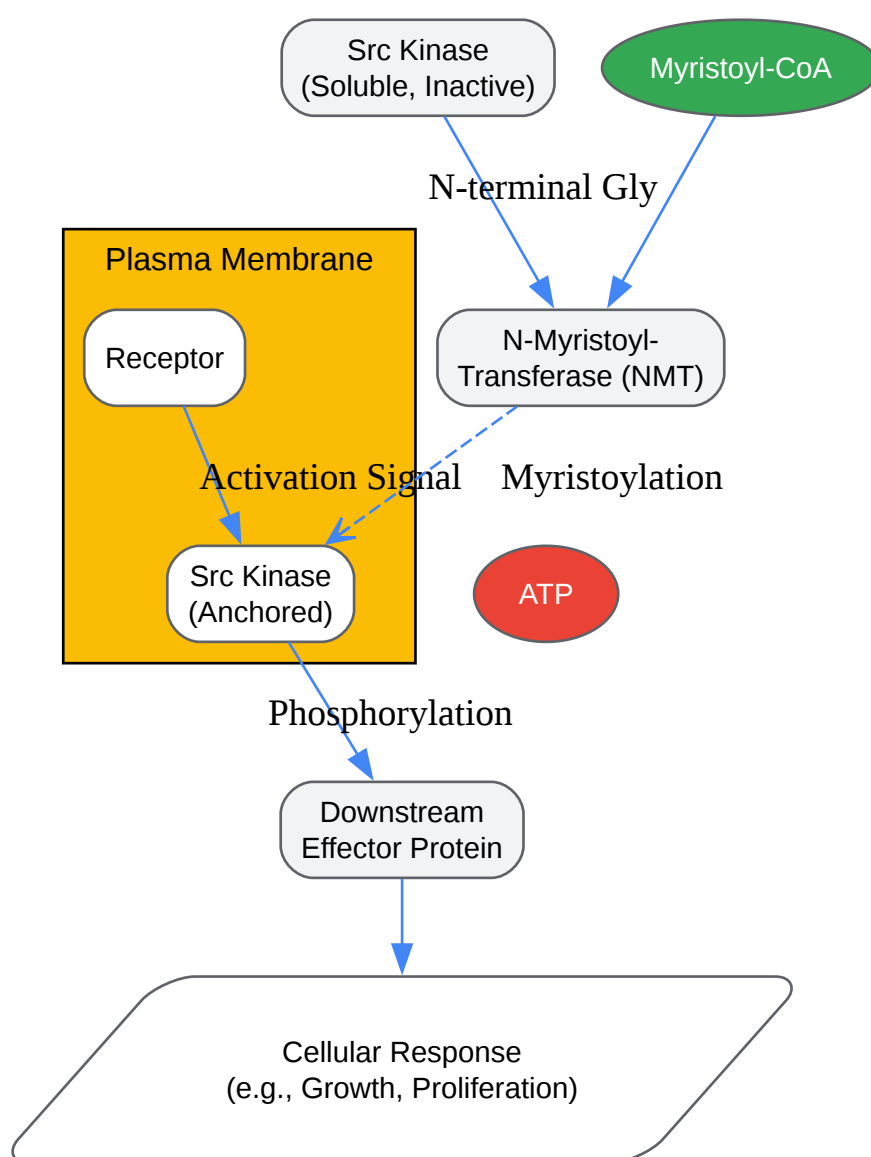 Src Kinase
(Soluble, Inactive)
Myristoyl-CoA
N-terminal Gly
Plasma Membrane
Receptor
N-Myristoyl-
Transferase (NMT)
Activation Signal
Myristoylation
Src Kinase
(Anchored)
ATP
Phosphorylation
Downstream
Effector Protein
Cellular Response
(e.g., Growth, Proliferation)